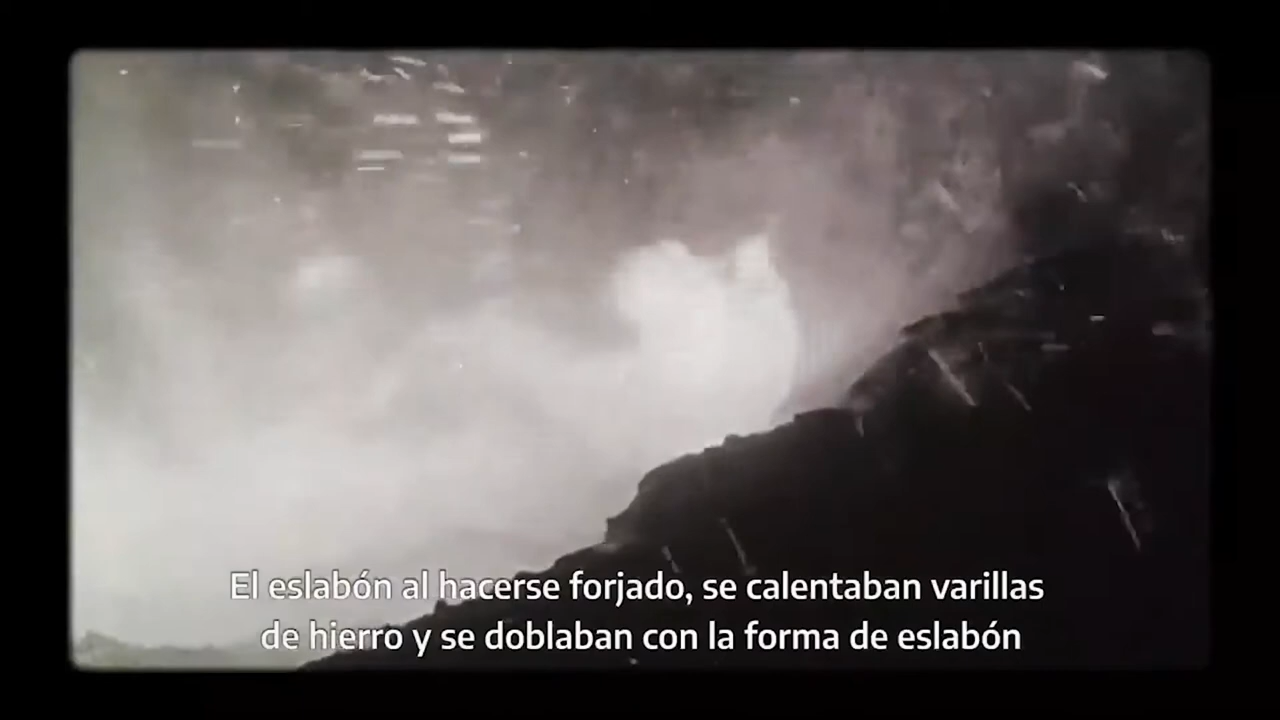 El eslabón al hacerse forjado, se calentaban varillas
de hierro y se doblaban con la forma de eslabón